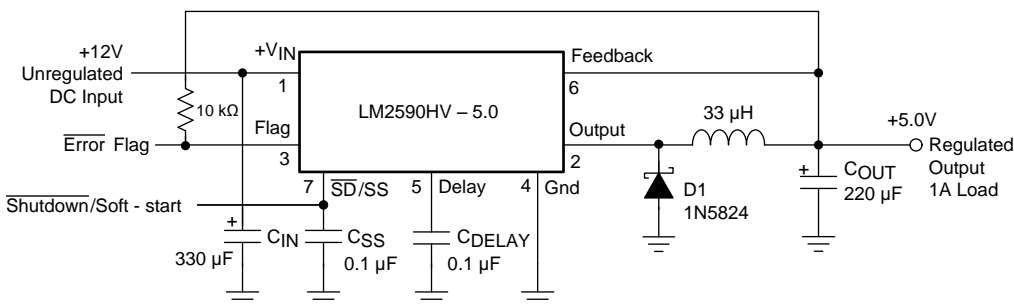 +12V
Unregulated
DC Input
+VIN
1
LM2590HV – 5.0
Feedback
6
10 kΩ
33 µH
+5.0V
Error Flag
Flag
3
Output
2
Regulated
Output
1A Load
7
SD/SS
5
Delay
4
Gnd
D1
1N5824
+
COUT
220 µF
Shutdown/Soft - start
+
CIN
330 µF
CSS
0.1 µF
CDELAY
0.1 µF